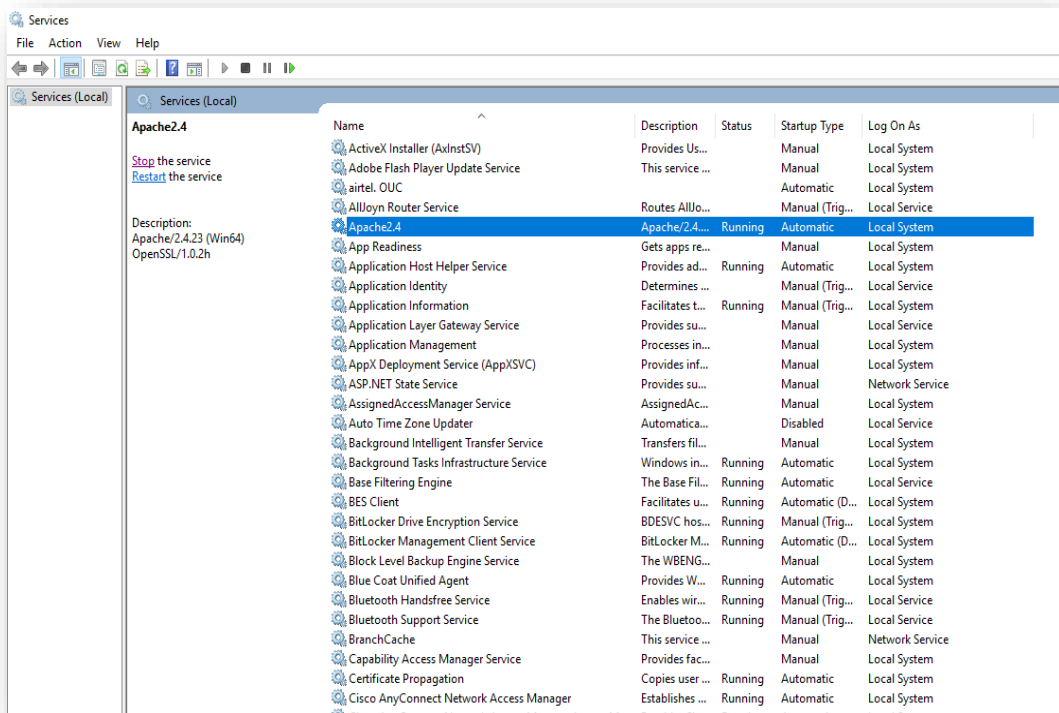 Services
File Action View Help
Services (Local)
Services (Local)
Apache2.4
Stop the service
Restart the service
Description:
Apache/2.4.23 (Win64)
OpenSSL/1.0.2h
Name Description Status Startup Type Log On As
ActiveX Installer (AxInstSV) Provides Us... Manual Local System
Adobe Flash Player Update Service This service ... Manual Local System
airtel. OUC Automatic Local System
AllJoyn Router Service Routes AllJo... Manual (Trig... Local Service
Apache2.4 Apache/2.4.... Running Automatic Local System
App Readiness Gets apps re... Manual Local System
Application Host Helper Service Provides ad... Running Automatic Local System
Application Identity Determines ... Manual (Trig... Local Service
Application Information Facilitates t... Running Manual (Trig... Local System
Application Layer Gateway Service Provides su... Manual Local Service
Application Management Processes in... Manual Local System
AppX Deployment Service (AppXSVC) Provides inf... Manual Local System
ASP.NET State Service Provides su... Manual Network Service
AssignedAccessManager Service AssignedAc... Manual Local System
Auto Time Zone Updater Automatica... Disabled Local Service
Background Intelligent Transfer Service Transfers fil... Manual Local System
Background Tasks Infrastructure Service Windows in... Running Automatic Local System
Base Filtering Engine The Base Fil... Running Automatic Local Service
BES Client Facilitates u... Running Automatic (D... Local System
BitLocker Drive Encryption Service BDESVC hos... Running Manual (Trig... Local System
BitLocker Management Client Service BitLocker M... Running Automatic (D... Local System
Block Level Backup Engine Service The WBENG... Manual Local System
Blue Coat Unified Agent Provides W... Running Automatic Local System
Bluetooth Handsfree Service Enables wir... Running Manual (Trig... Local Service
Bluetooth Support Service The Bluetoo... Running Manual (Trig... Local Service
BranchCache This service ... Manual Network Service
Capability Access Manager Service Provides fac... Manual Local System
Certificate Propagation Copies user ... Running Automatic Local System
Cisco AnyConnect Network Access Manager Establishes ... Running Automatic Local System